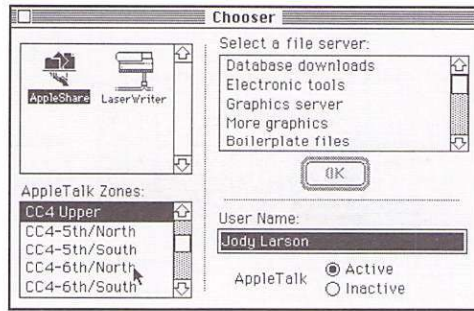 Chooser
AppleShare
LaserWriter
AppleTalk Zones:
CC4 Upper
CC4-5th/North
CC4-5th/South
CC4-6th/North
CC4-6th/South
Select a file server:
Database downloads
Electronic tools
Graphics server
More graphics
Boilerplate files
OK
User Name:
Jody Larson
AppleTalk
Active
Inactive